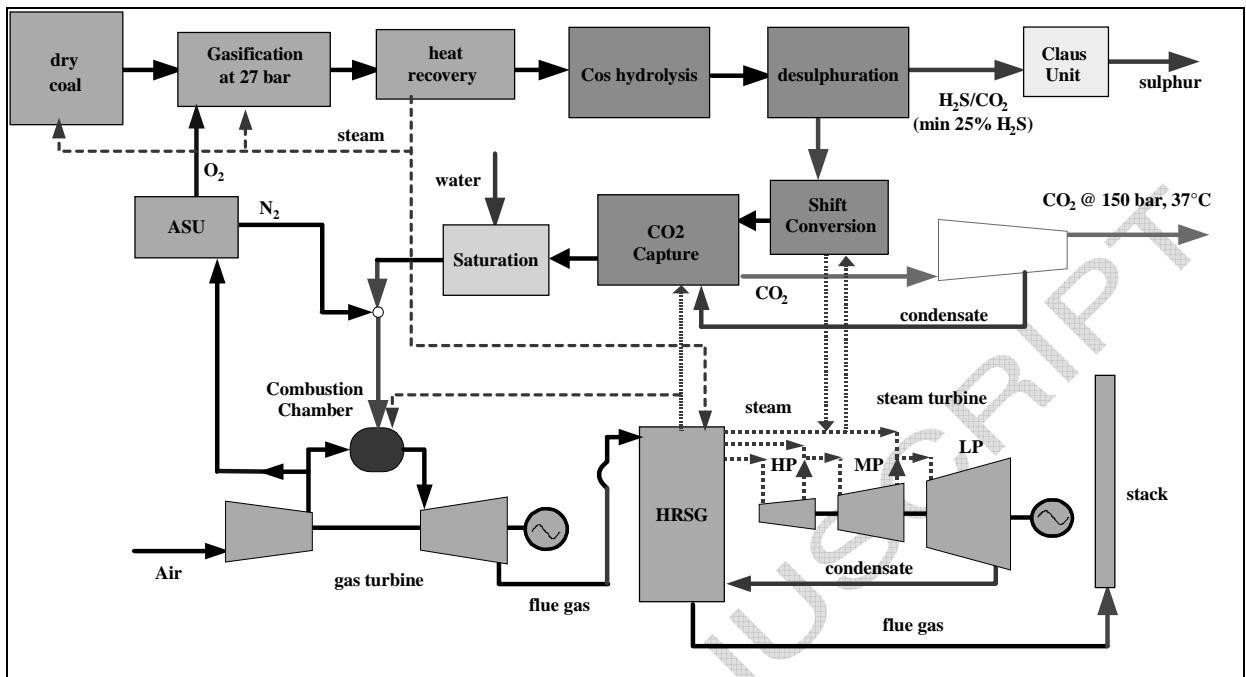 dry
coal
Gasification
at 27 bar
heat
recovery
Cos hydrolysis
desulphuration
Claus
Unit
sulphur
H₂S/CO₂
(min 25% H₂S)
steam
O₂
water
N₂
ASU
Saturation
CO2
Capture
Shift
Conversion
CO₂ @ 150 bar, 37°C
CO₂
condensate
Combustion
Chamber
steam
steam turbine
HP
MP
LP
HRSG
stack
Air
gas turbine
flue gas
condensate
flue gas
USCRIPT